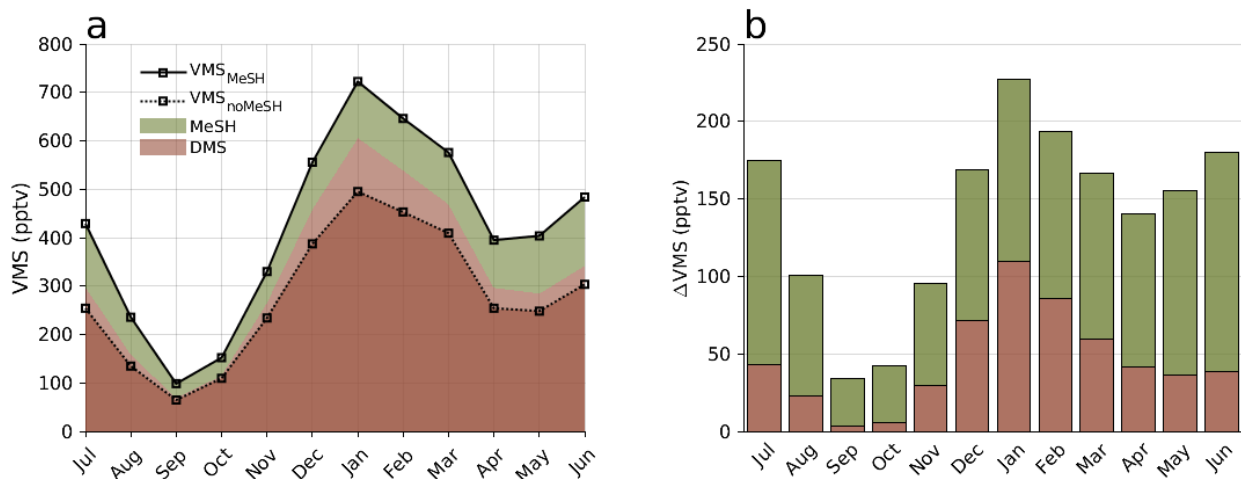 a
800
700
600
500
400
300
200
100
0
VMS (pptv)
VMS_MeSH
VMS_noMeSH
MeSH
DMS
Jul Aug Sep Oct Nov Dec Jan Feb Mar Apr May Jun
b
250
200
150
100
50
0
ΔVMS (pptv)
Jul Aug Sep Oct Nov Dec Jan Feb Mar Apr May Jun